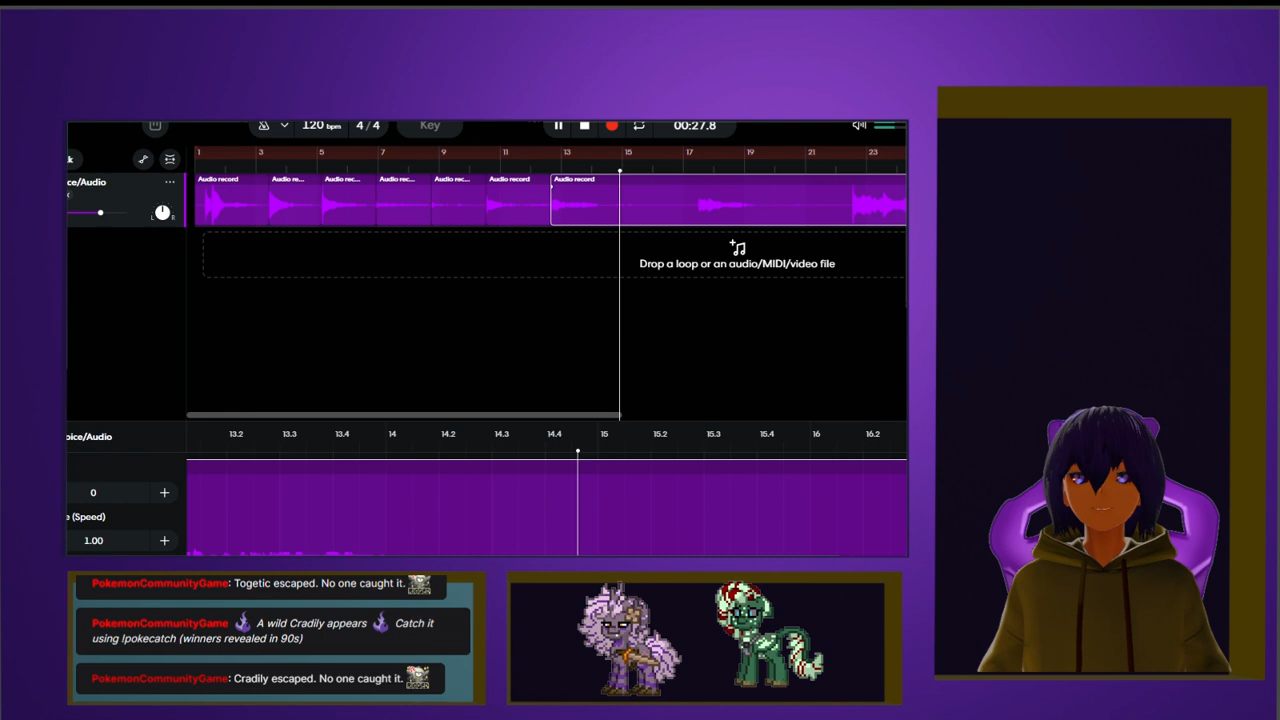 120 bpm 4 / 4 Key 00:27.8
1 3 5 7 9 11 13 15 17 19 21 23
ce/Audio
Audio record Audio re... Audio rec... Audio rec... Audio rec... Audio record Audio record
L R
Drop a loop or an audio/MIDI/video file
oice/Audio
13.2 13.3 13.4 14 14.2 14.3 14.4 15 15.2 15.3 15.4 16 16.2
0 +
e (Speed)
1.00 +
PokemonCommunityGame: Togetic escaped. No one caught it.
PokemonCommunityGame A wild Cradily appears Catch it
using !pokecatch (winners revealed in 90s)
PokemonCommunityGame: Cradily escaped. No one caught it.